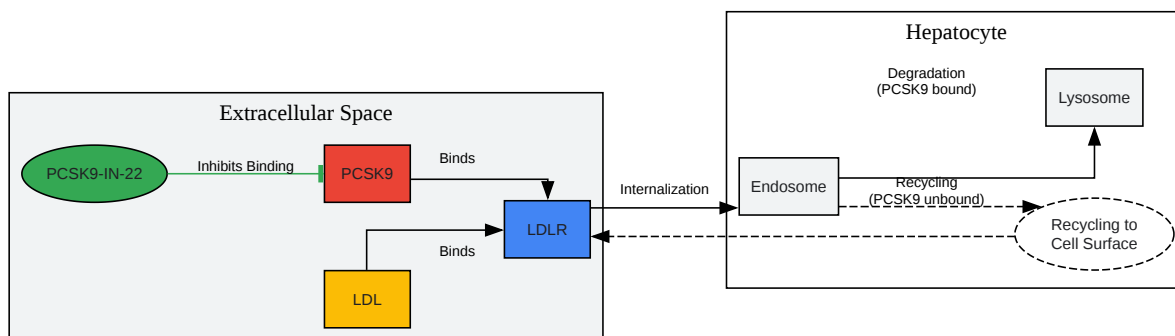 Hepatocyte
Degradation
(PCSK9 bound)
Lysosome
Extracellular Space
PCSK9-IN-22
Inhibits Binding
PCSK9
Binds
Internalization
Endosome
Recycling
(PCSK9 unbound)
LDLR
Recycling to
Cell Surface
Binds
LDL